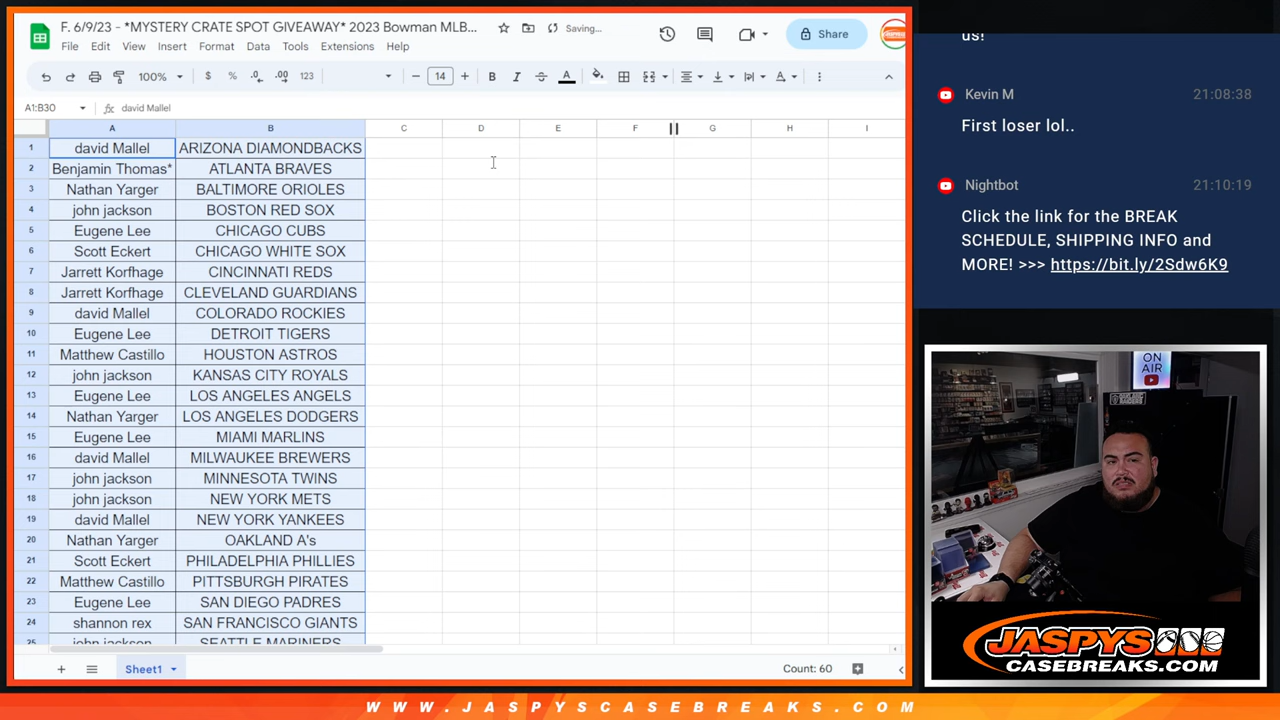 F. 6/9/23 - *MYSTERY CRATE SPOT GIVEAWAY* 2023 Bowman MLB...
Saving...
Share
File Edit View Insert Format Data Tools Extensions Help
100% $ % .0 .00 123 14 B I A
A1:B30 fx david Mallel
A B C D E F G H I
1 david Mallel ARIZONA DIAMONDBACKS
2 Benjamin Thomas* ATLANTA BRAVES
3 Nathan Yarger BALTIMORE ORIOLES
4 john jackson BOSTON RED SOX
5 Eugene Lee CHICAGO CUBS
6 Scott Eckert CHICAGO WHITE SOX
7 Jarrett Korfhage CINCINNATI REDS
8 Jarrett Korfhage CLEVELAND GUARDIANS
9 david Mallel COLORADO ROCKIES
10 Eugene Lee DETROIT TIGERS
11 Matthew Castillo HOUSTON ASTROS
12 john jackson KANSAS CITY ROYALS
13 Eugene Lee LOS ANGELES ANGELS
14 Nathan Yarger LOS ANGELES DODGERS
15 Eugene Lee MIAMI MARLINS
16 david Mallel MILWAUKEE BREWERS
17 john jackson MINNESOTA TWINS
18 john jackson NEW YORK METS
19 david Mallel NEW YORK YANKEES
20 Nathan Yarger OAKLAND A's
21 Scott Eckert PHILADELPHIA PHILLIES
22 Matthew Castillo PITTSBURGH PIRATES
23 Eugene Lee SAN DIEGO PADRES
24 shannon rex SAN FRANCISCO GIANTS
25 john jackson SEATTLE MARINERS
Sheet1
Count: 60
us!
Kevin M 21:08:38
First loser lol..
Nightbot 21:10:19
Click the link for the BREAK
SCHEDULE, SHIPPING INFO and
MORE! >>> https://bit.ly/2Sdw6K9
ON
AIR
JASPYS
CASEBREAKS.COM
WWW.JASPYSCASEBREAKS.COM